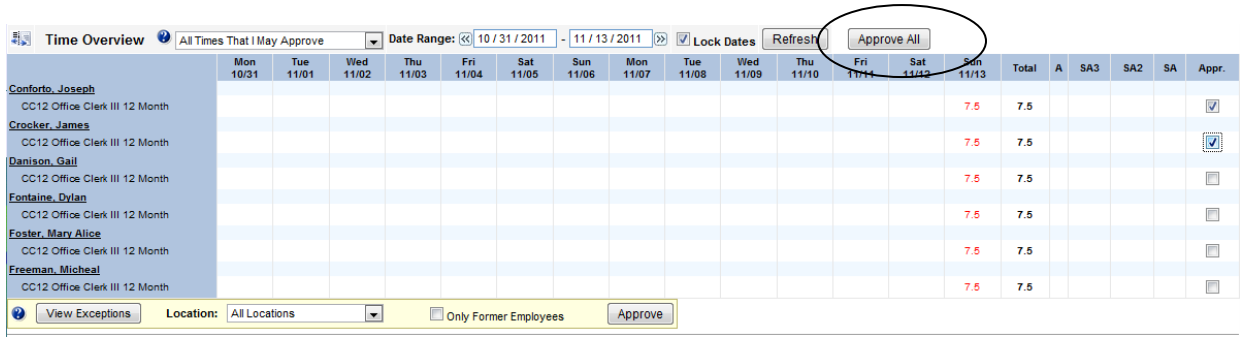 Time Overview ? All Times That I May Approve Date Range: 10 / 31 / 2011 - 11 / 13 / 2011 Lock Dates Refresh Approve All
Mon 10/31 Tue 11/01 Wed 11/02 Thu 11/03 Fri 11/04 Sat 11/05 Sun 11/06 Mon 11/07 Tue 11/08 Wed 11/09 Thu 11/10 Fri 11/11 Sat 11/12 Sun 11/13 Total A SA3 SA2 SA Appr.
Conforto, Joseph
CC12 Office Clerk III 12 Month 7.5 7.5
Crocker, James
CC12 Office Clerk III 12 Month 7.5 7.5
Danison, Gail
CC12 Office Clerk III 12 Month 7.5 7.5
Fontaine, Dylan
CC12 Office Clerk III 12 Month 7.5 7.5
Foster, Mary Alice
CC12 Office Clerk III 12 Month 7.5 7.5
Freeman, Micheal
CC12 Office Clerk III 12 Month 7.5 7.5
? View Exceptions Location: All Locations Only Former Employees Approve